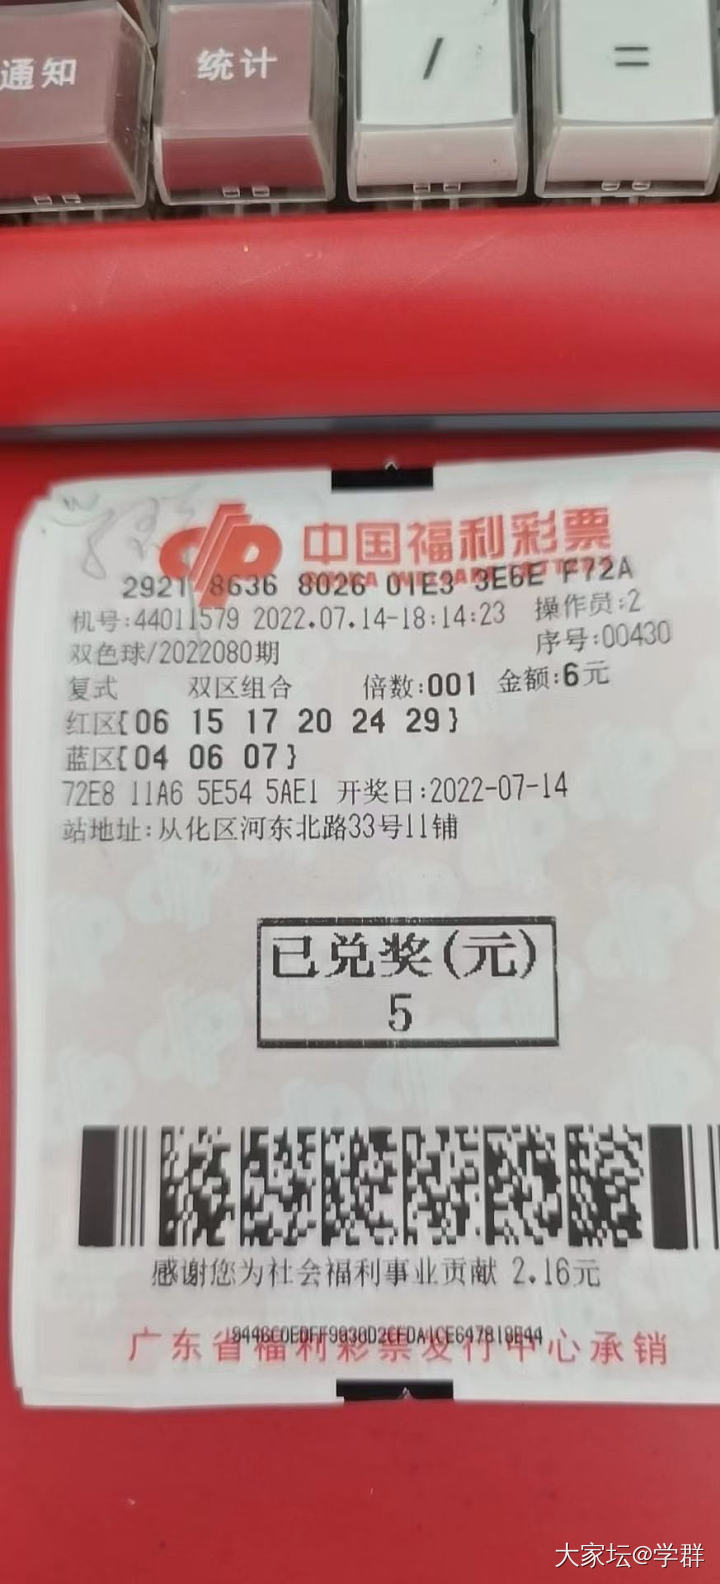 通知 统计 / =
中国福利彩票
2921 8636 8026 01E3 3E6E F72A
机号:44011579 2022.07.14-18:14:23 操作员:2
双色球/2022080期 序号:00430
复式 双区组合 倍数:001 金额:6元
红区{06 15 17 20 24 29}
蓝区{04 06 07}
72E8 11A6 5E54 5AE1 开奖日:2022-07-14
站地址:从化区河东北路33号11铺
已兑奖(元)
5
感谢您为社会福利事业贡献 2.16元
广东省福利彩票发行中心承销
大家坛@学群